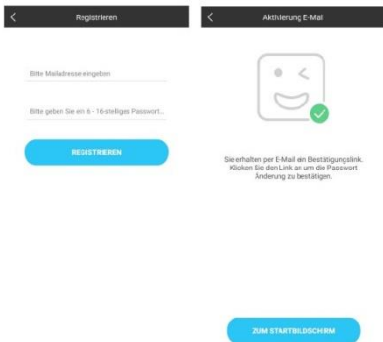 Registrieren
Bitte Mailadresse eingeben
Bitte geben Sie ein 6 - 16-stelliges Passwort...
REGISTRIEREN
Aktivierung E-Mail
Sie erhalten per E-Mail ein Bestätigungslink.
Klicken Sie den Link an um die Passwort
Änderung zu bestätigen.
ZUM STARTBILDSCHIRM